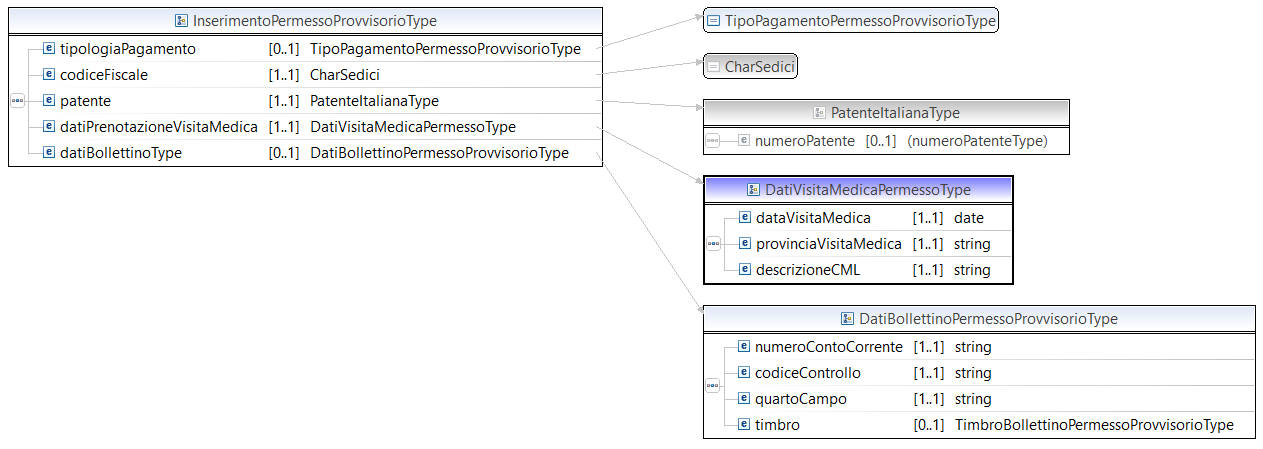 InserimentoPermessoProvvisorioType
tipologiaPagamento [0..1] TipoPagamentoPermessoProvvisorioType
codiceFiscale [1..1] CharSedici
patente [1..1] PatenteItalianaType
datiPrenotazioneVisitaMedica [1..1] DatiVisitaMedicaPermessoType
datiBollettinoType [0..1] DatiBollettinoPermessoProvvisorioType
TipoPagamentoPermessoProvvisorioType
CharSedici
PatenteItalianaType
numeroPatente [0..1] (numeroPatenteType)
DatiVisitaMedicaPermessoType
dataVisitaMedica [1..1] date
provinciaVisitaMedica [1..1] string
descrizioneCML [1..1] string
DatiBollettinoPermessoProvvisorioType
numeroContoCorrente [1..1] string
codiceControllo [1..1] string
quartoCampo [1..1] string
timbro [0..1] TimbroBollettinoPermessoProvvisorioType